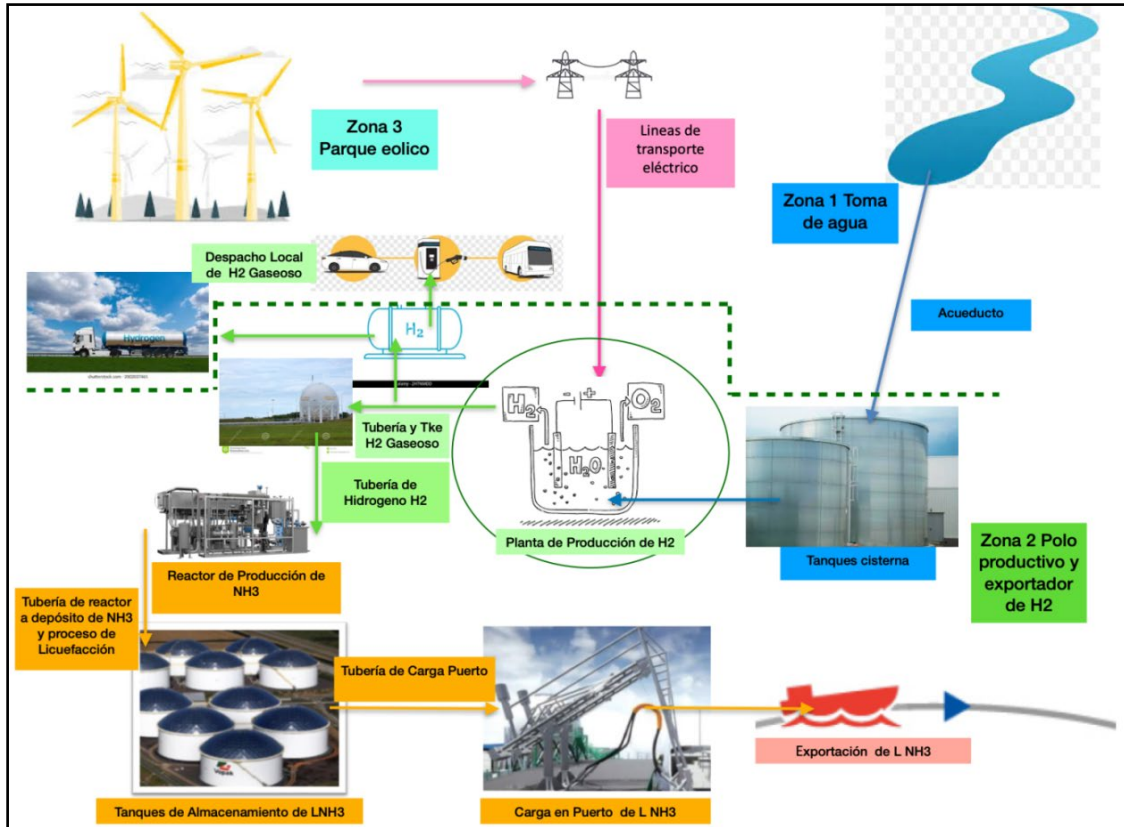 Zona 3
Parque eolico
Lineas de
transporte
eléctrico
Zona 1 Toma
de agua
Despacho Local
de H2 Gaseoso
Hydrogen
H₂
Acueducto
H₂
- +
O₂
H₂O
Tubería y Tke
H2 Gaseoso
Tubería de
Hidrogeno H2
Planta de Producción de H2
Tanques cisterna
Zona 2 Polo
productivo y
exportador
de H2
Reactor de Producción de
NH3
Tubería de reactor
a depósito de NH3
y proceso de
Licuefacción
Tubería de Carga Puerto
Exportación de L NH3
Tanques de Almacenamiento de LNH3
Carga en Puerto de L NH3